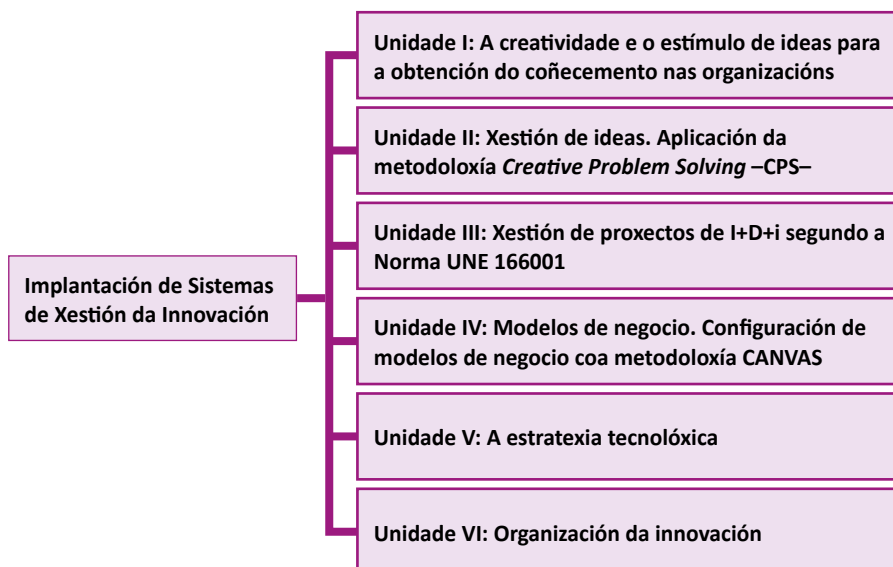 Unidade I: A creatividade e o estímulo de ideas para
a obtención do coñecemento nas organizacións
Unidade II: Xestión de ideas. Aplicación da
metodoloxía Creative Problem Solving –CPS–
Unidade III: Xestión de proxectos de I+D+i segundo a
Norma UNE 166001
Implantación de Sistemas
de Xestión da Innovación
Unidade IV: Modelos de negocio. Configuración de
modelos de negocio coa metodoloxía CANVAS
Unidade V: A estratexia tecnolóxica
Unidade VI: Organización da innovación